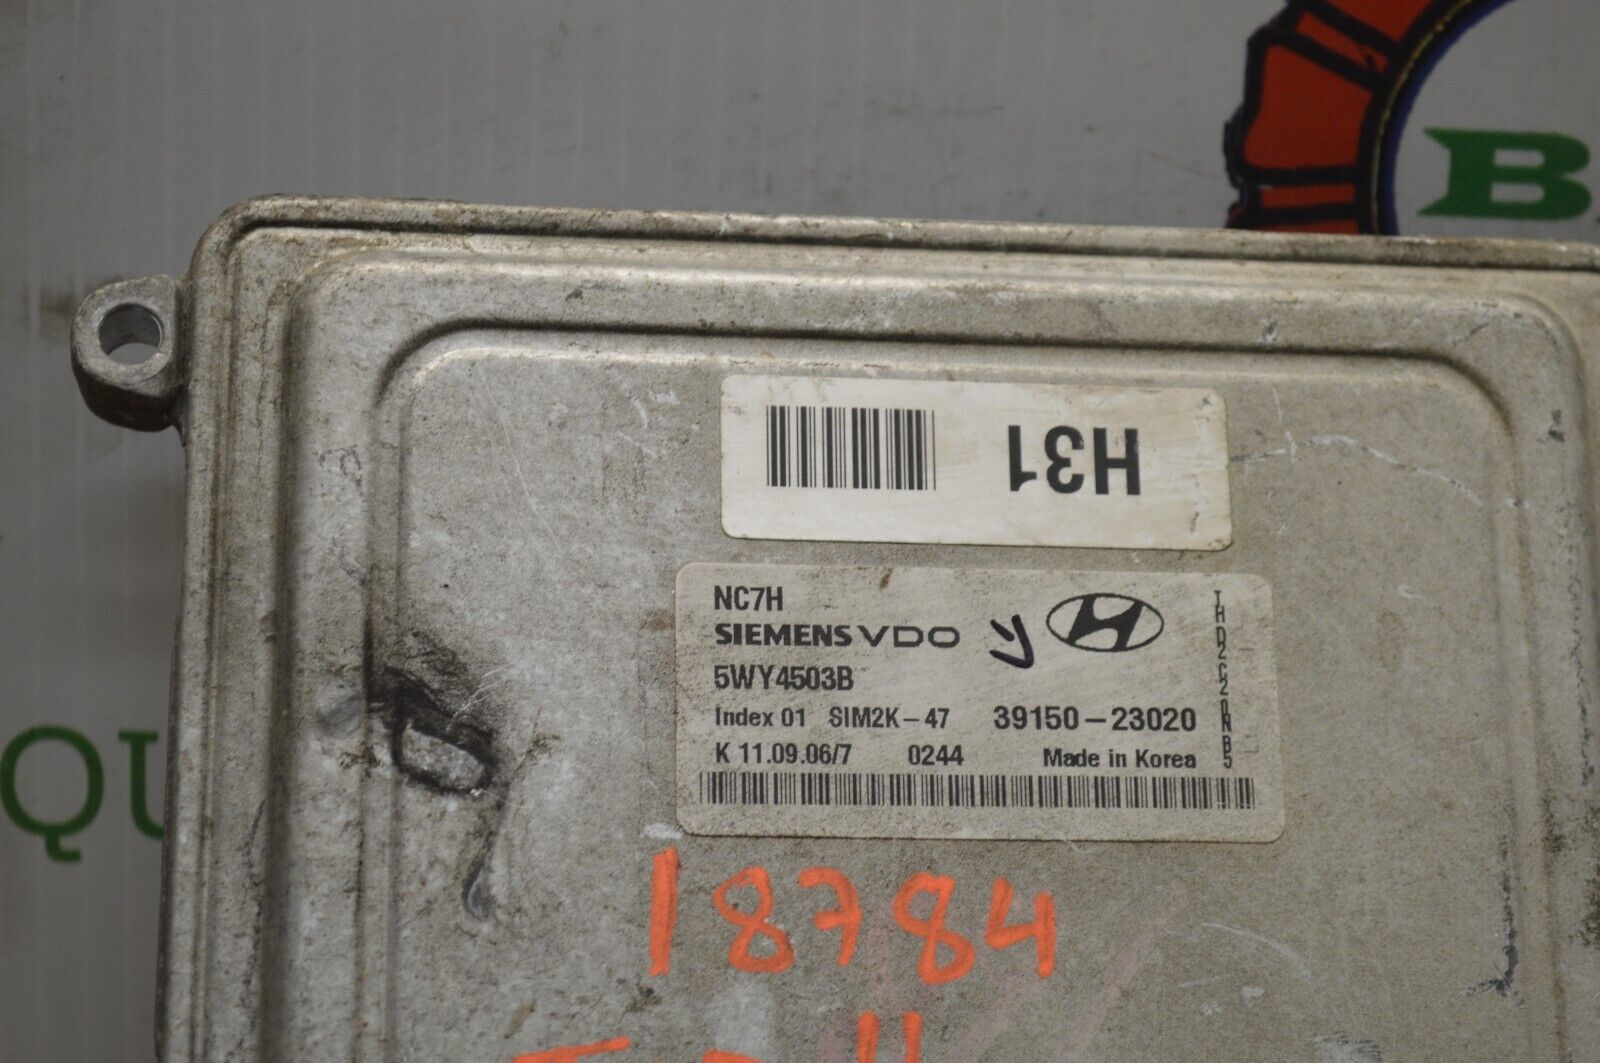 H31
NC7H
SIEMENS VDO
5WY4503B
Index 01 SIM2K-47 39150-23020
K 11.09.06/7 0244 Made in Korea
18784
QU